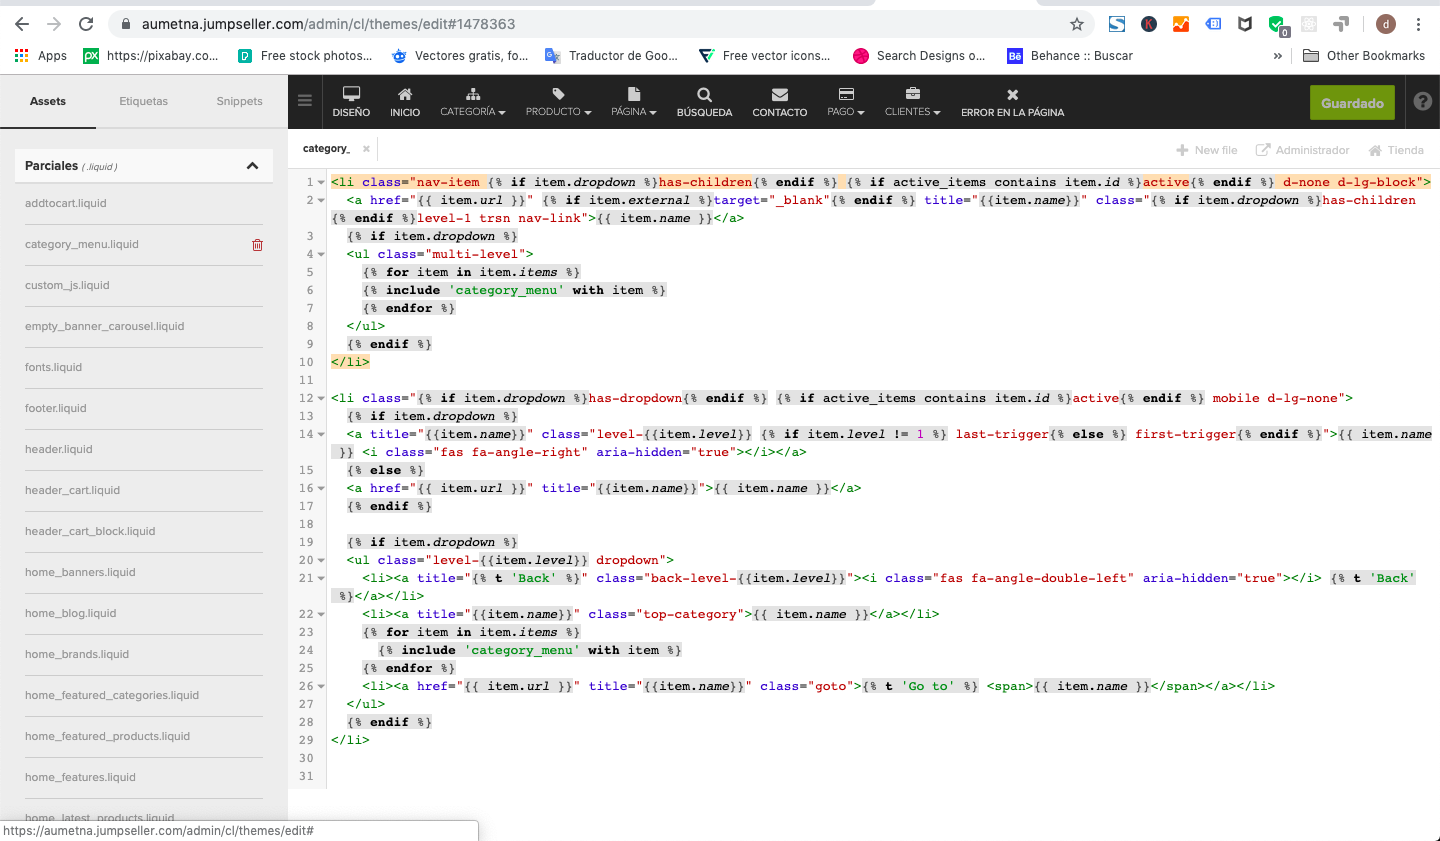 aumetna.jumpseller.com/admin/cl/themes/edit#1478363
0
d
Apps
px https://pixabay.co...
Free stock photos...
Vectores gratis, fo...
Traductor de Goo...
Free vector icons...
Search Designs o...
Bē Behance :: Buscar
»
Other Bookmarks
Assets
Etiquetas
Snippets
DISEÑO
INICIO
CATEGORÍA
PRODUCTO
PÁGINA
BÚSQUEDA
CONTACTO
PAGO
CLIENTES
ERROR EN LA PÁGINA
Guardado
Parciales ( .liquid )
addtocart.liquid
category_menu.liquid
custom_js.liquid
empty_banner_carousel.liquid
fonts.liquid
footer.liquid
header.liquid
header_cart.liquid
header_cart_block.liquid
home_banners.liquid
home_blog.liquid
home_brands.liquid
home_featured_categories.liquid
home_featured_products.liquid
home_features.liquid
home_latest_products.liquid
https://aumetna.jumpseller.com/admin/cl/themes/edit#
category_ ×
New file
Administrador
Tienda
1 <li class="nav-item {% if item.dropdown %}has-children{% endif %} {% if active_items contains item.id %}active{% endif %} d-none d-lg-block">
2   <a href="{{ item.url }}" {% if item.external %}target="_blank"{% endif %} title="{{item.name}}" class="{% if item.dropdown %}has-children
{% endif %}level-1 trsn nav-link">{{ item.name }}</a>
3   {% if item.dropdown %}
4   <ul class="multi-level">
5     {% for item in item.items %}
6     {% include 'category_menu' with item %}
7     {% endfor %}
8   </ul>
9   {% endif %}
10 </li>
11
12 <li class="{% if item.dropdown %}has-dropdown{% endif %} {% if active_items contains item.id %}active{% endif %} mobile d-lg-none">
13   {% if item.dropdown %}
14   <a title="{{item.name}}" class="level-{{item.level}} {% if item.level != 1 %} last-trigger{% else %} first-trigger{% endif %}">{{ item.name
}} <i class="fas fa-angle-right" aria-hidden="true"></i></a>
15   {% else %}
16   <a href="{{ item.url }}" title="{{item.name}}">{{ item.name }}</a>
17   {% endif %}
18
19   {% if item.dropdown %}
20   <ul class="level-{{item.level}} dropdown">
21     <li><a title="{% t 'Back' %}" class="back-level-{{item.level}}"><i class="fas fa-angle-double-left" aria-hidden="true"></i> {% t 'Back'
%}</a></li>
22     <li><a title="{{item.name}}" class="top-category">{{ item.name }}</a></li>
23     {% for item in item.items %}
24       {% include 'category_menu' with item %}
25     {% endfor %}
26     <li><a href="{{ item.url }}" title="{{item.name}}" class="goto">{% t 'Go to' %} <span>{{ item.name }}</span></a></li>
27   </ul>
28   {% endif %}
29 </li>
30
31